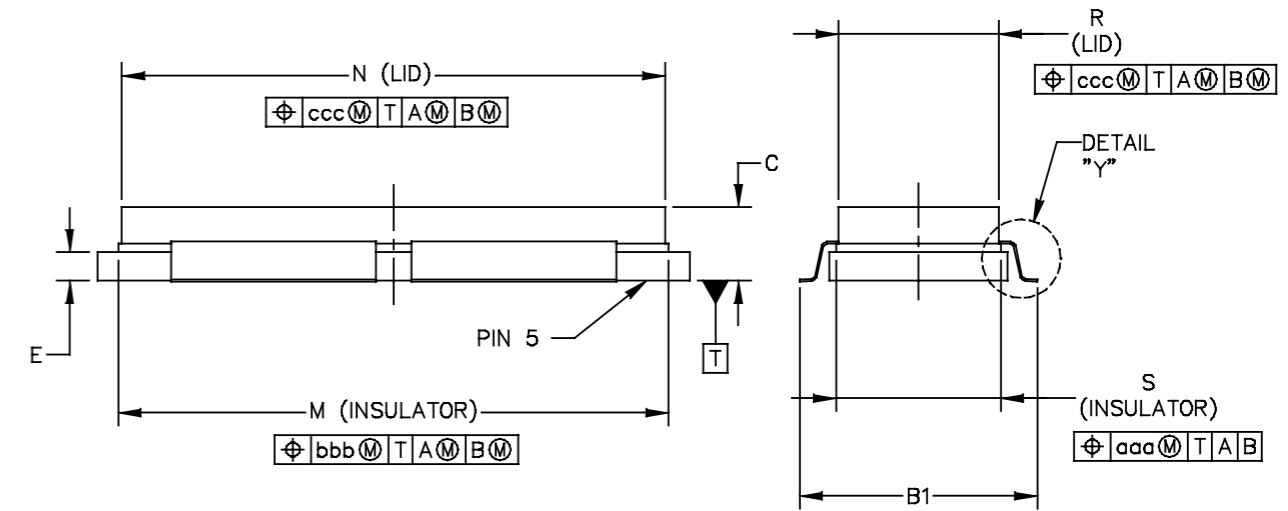 N (LID)
⌖ ccc Ⓜ T A Ⓜ B Ⓜ
R
(LID)
⌖ ccc Ⓜ T A Ⓜ B Ⓜ
DETAIL
"Y"
C
E
PIN 5
T
M (INSULATOR)
⌖ bbb Ⓜ T A Ⓜ B Ⓜ
S
(INSULATOR)
⌖ aaa Ⓜ T A B
B1